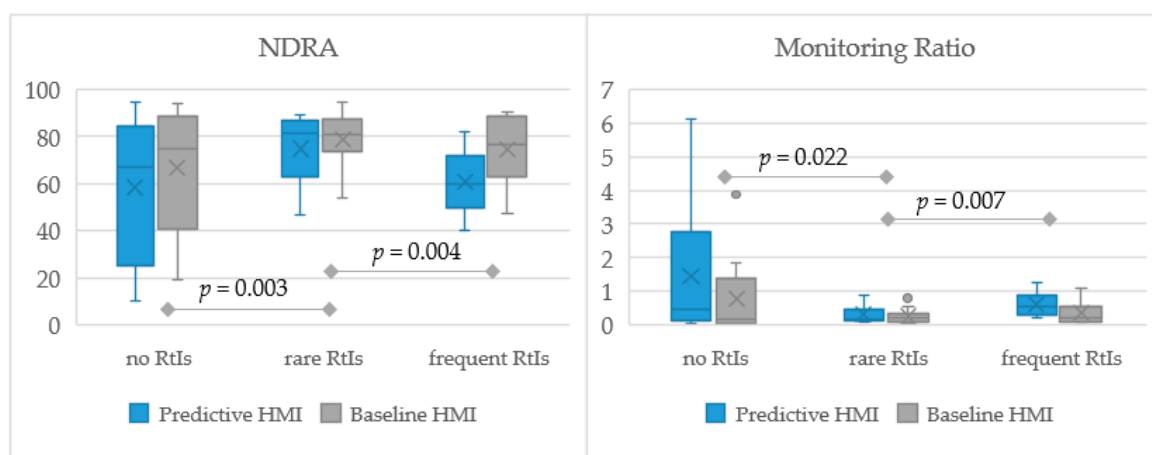 NDRA
100
80
60
40
20
0
p = 0.004
p = 0.003
no RtIs rare RtIs frequent RtIs
Predictive HMI Baseline HMI
Monitoring Ratio
7
6
5
4
3
2
1
0
p = 0.022
p = 0.007
no RtIs rare RtIs frequent RtIs
Predictive HMI Baseline HMI